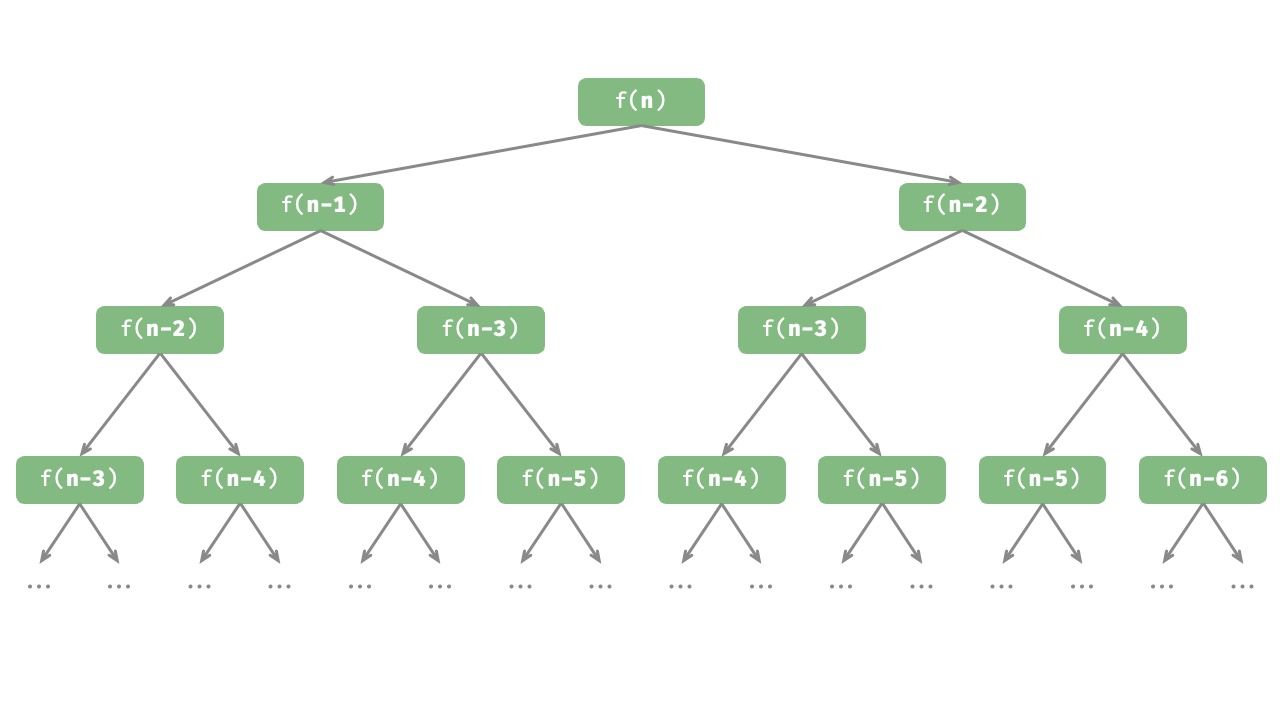 f(n)
f(n-1) f(n-2)
f(n-2) f(n-3) f(n-3) f(n-4)
f(n-3) f(n-4) f(n-4) f(n-5) f(n-4) f(n-5) f(n-5) f(n-6)
... ... ... ... ... ... ... ... ... ... ... ... ... ... ... ...